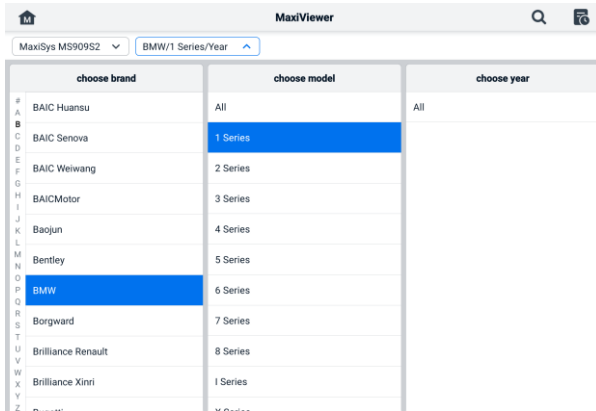 M
MaxiViewer
MaxiSys MS909S2
BMW/1 Series/Year
choose brand
choose model
choose year
#
A
B
C
D
E
F
G
H
I
J
K
L
M
N
O
P
Q
R
S
T
U
V
W
X
Y
Z
BAIC Huansu
BAIC Senova
BAIC Weiwang
BAICMotor
Baojun
Bentley
BMW
Borgward
Brilliance Renault
Brilliance Xinri
All
1 Series
2 Series
3 Series
4 Series
5 Series
6 Series
7 Series
8 Series
I Series
All